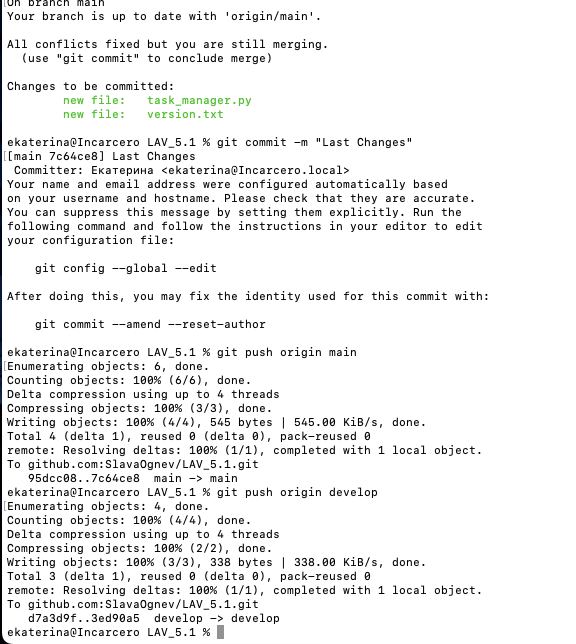 On branch main
Your branch is up to date with 'origin/main'.
All conflicts fixed but you are still merging.
(use "git commit" to conclude merge)
Changes to be committed:
new file:   task_manager.py
new file:   version.txt
ekaterina@Incarcero LAV_5.1 % git commit -m "Last Changes"
[[main 7c64ce8] Last Changes
Committer: Екатерина <ekaterina@Incarcero.local>
Your name and email address were configured automatically based
on your username and hostname. Please check that they are accurate.
You can suppress this message by setting them explicitly. Run the
following command and follow the instructions in your editor to edit
your configuration file:
git config --global --edit
After doing this, you may fix the identity used for this commit with:
git commit --amend --reset-author
ekaterina@Incarcero LAV_5.1 % git push origin main
[Enumerating objects: 6, done.
Counting objects: 100% (6/6), done.
Delta compression using up to 4 threads
Compressing objects: 100% (3/3), done.
Writing objects: 100% (4/4), 545 bytes | 545.00 KiB/s, done.
Total 4 (delta 1), reused 0 (delta 0), pack-reused 0
remote: Resolving deltas: 100% (1/1), completed with 1 local object.
To github.com:SlavaOgnev/LAV_5.1.git
95dcc08..7c64ce8  main -> main
ekaterina@Incarcero LAV_5.1 % git push origin develop
[Enumerating objects: 4, done.
Counting objects: 100% (4/4), done.
Delta compression using up to 4 threads
Compressing objects: 100% (2/2), done.
Writing objects: 100% (3/3), 338 bytes | 338.00 KiB/s, done.
Total 3 (delta 1), reused 0 (delta 0), pack-reused 0
remote: Resolving deltas: 100% (1/1), completed with 1 local object.
To github.com:SlavaOgnev/LAV_5.1.git
d7a3d9f..3ed90a5  develop -> develop
ekaterina@Incarcero LAV_5.1 %